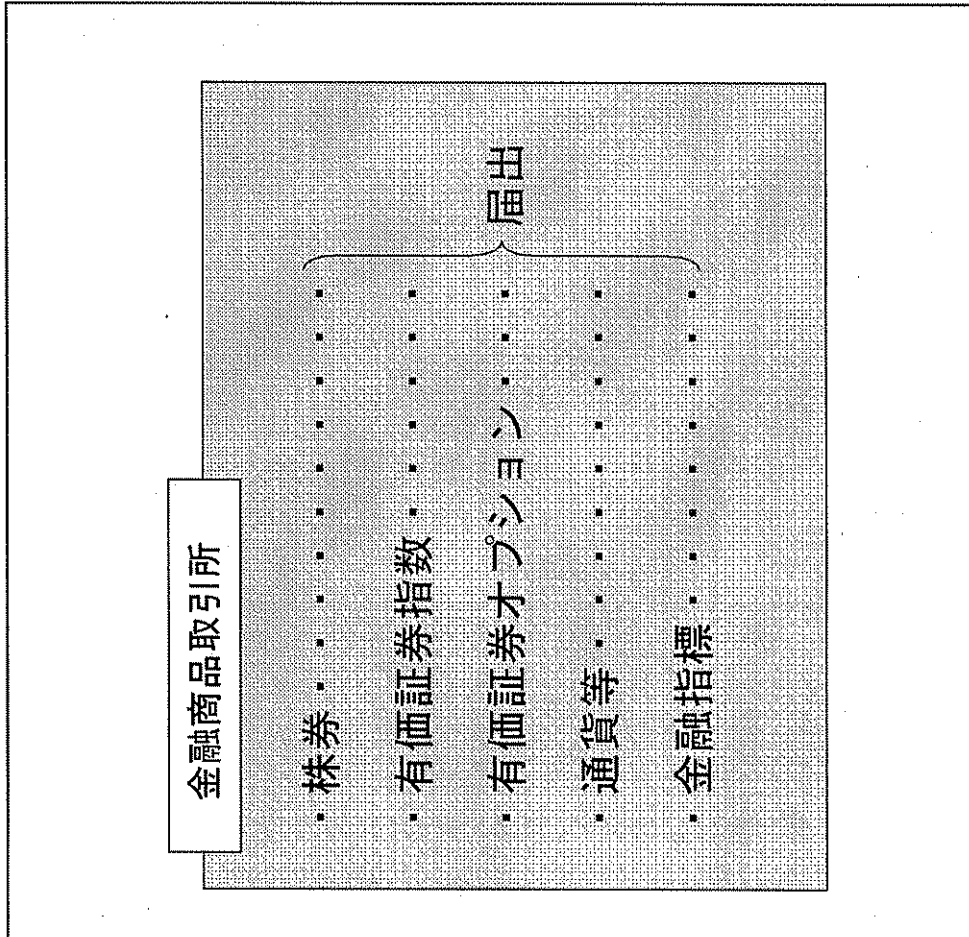 金融商品取引所
・株券・・・・・・・・・・
・有価証券指数・・・・・・
・有価証券オプション・・・
・通貨等・・・・・・・・・
・金融指標・・・・・・・・
届出